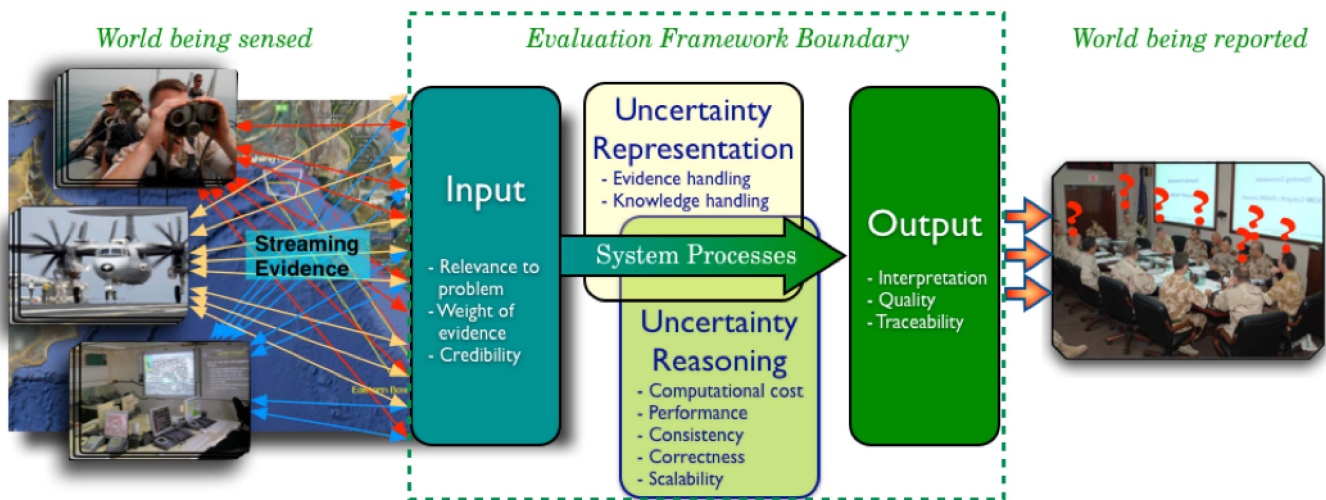 World being sensed
Evaluation Framework Boundary
World being reported
Streaming
Evidence
Input
- Relevance to
problem
- Weight of
evidence
- Credibility
Uncertainty
Representation
- Evidence handling
- Knowledge handling
System Processes
Uncertainty
Reasoning
- Computational cost
- Performance
- Consistency
- Correctness
- Scalability
Output
- Interpretation
- Quality
- Traceability
? ? ? ? ? ? ?